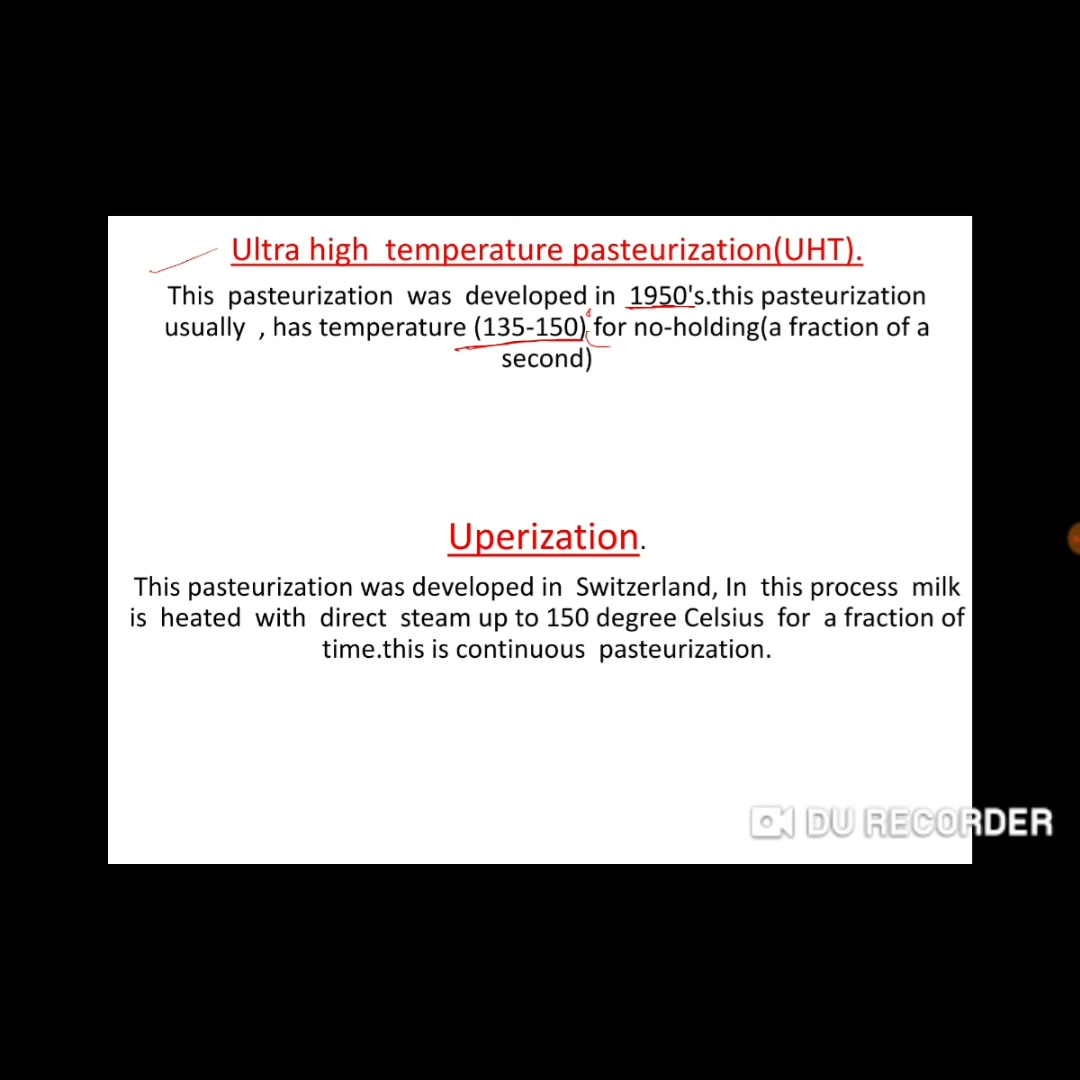 Ultra high temperature pasteurization(UHT).
This pasteurization was developed in 1950's.this pasteurization
usually , has temperature (135-150) for no-holding(a fraction of a
second)
Uperization.
This pasteurization was developed in Switzerland, In this process milk
is heated with direct steam up to 150 degree Celsius for a fraction of
time.this is continuous pasteurization.
DU RECORDER